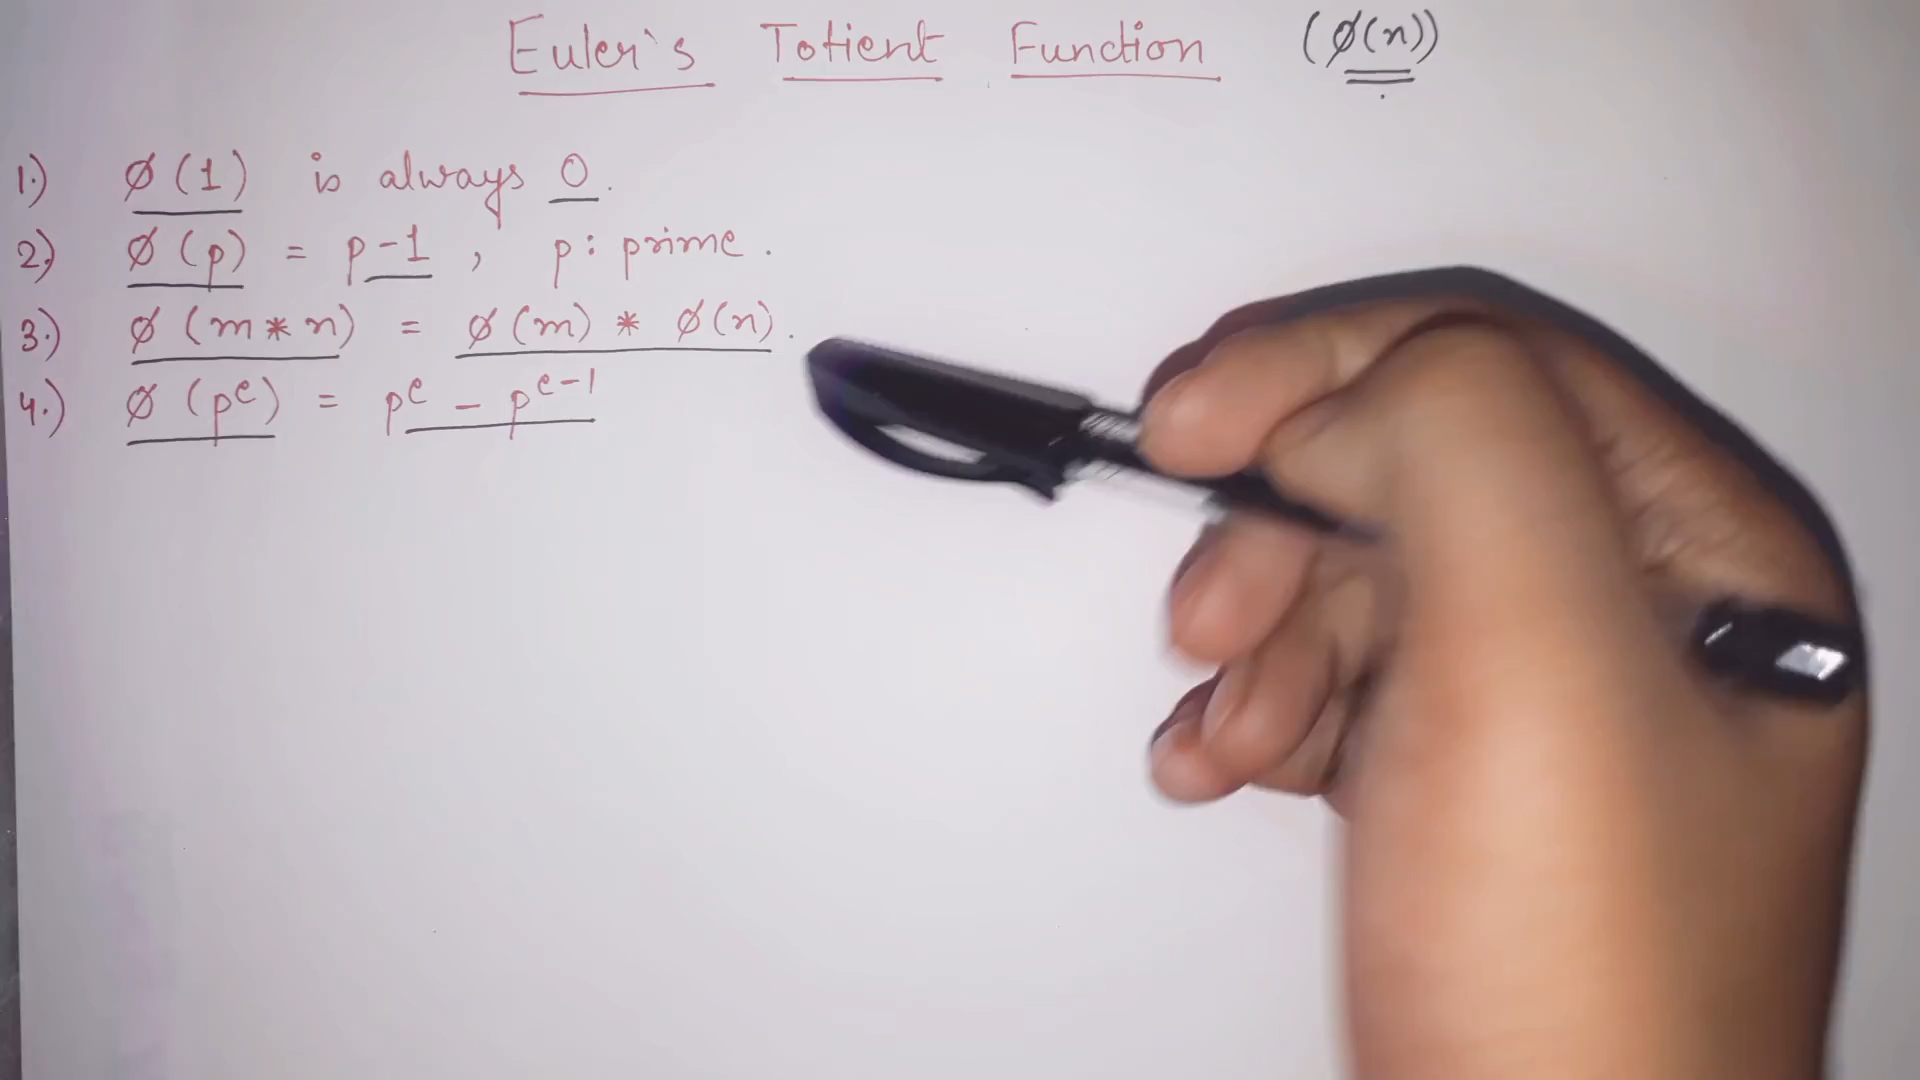 Euler's Totient Function (ø(n))
1.) ø(1) is always 0.
2.) ø(p) = p-1, p: prime.
3.) ø(m*n) = ø(m) * ø(n).
4.) ø(p^e) = p^e - p^e-1